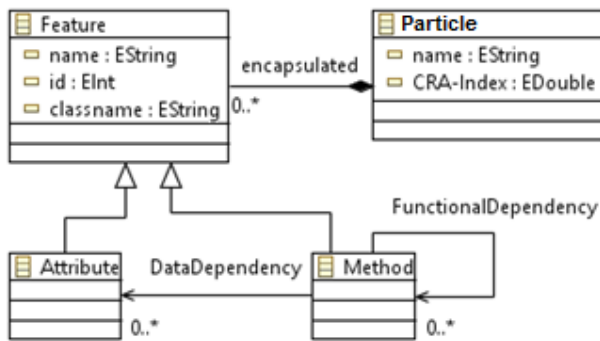 Feature
name : EString
id : EInt
classname : EString
encapsulated
0..*
Particle
name : EString
CRA-Index : EDouble
FunctionalDependency
Attribute
DataDependency
Method
0..*
0..*